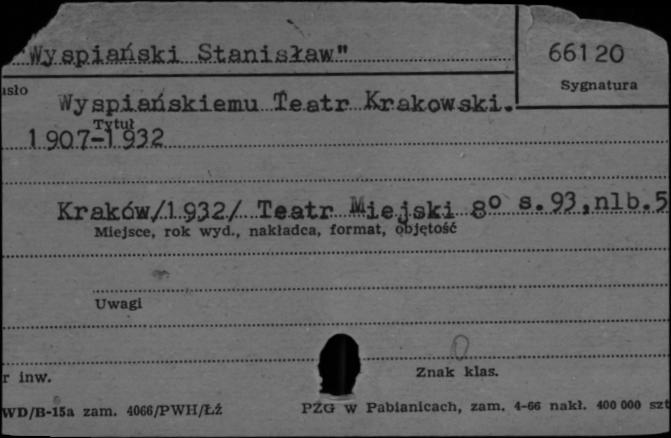 Wyspiański Stanisław"
66120
Sygnatura
asło
Wyspiańskiemu Teatr Krakowski.
Tytuł
1907-1932
Kraków/1932/ Teatr Miejski 8° s.93,nlb.5
Miejsce, rok wyd., nakładca, format, objętość
Uwagi
0
r inw.
Znak klas.
WD/B-15a zam. 4066/PWH/Łź
PZG W Pabianicach, zam. 4-66 nakł. 400 000 szt